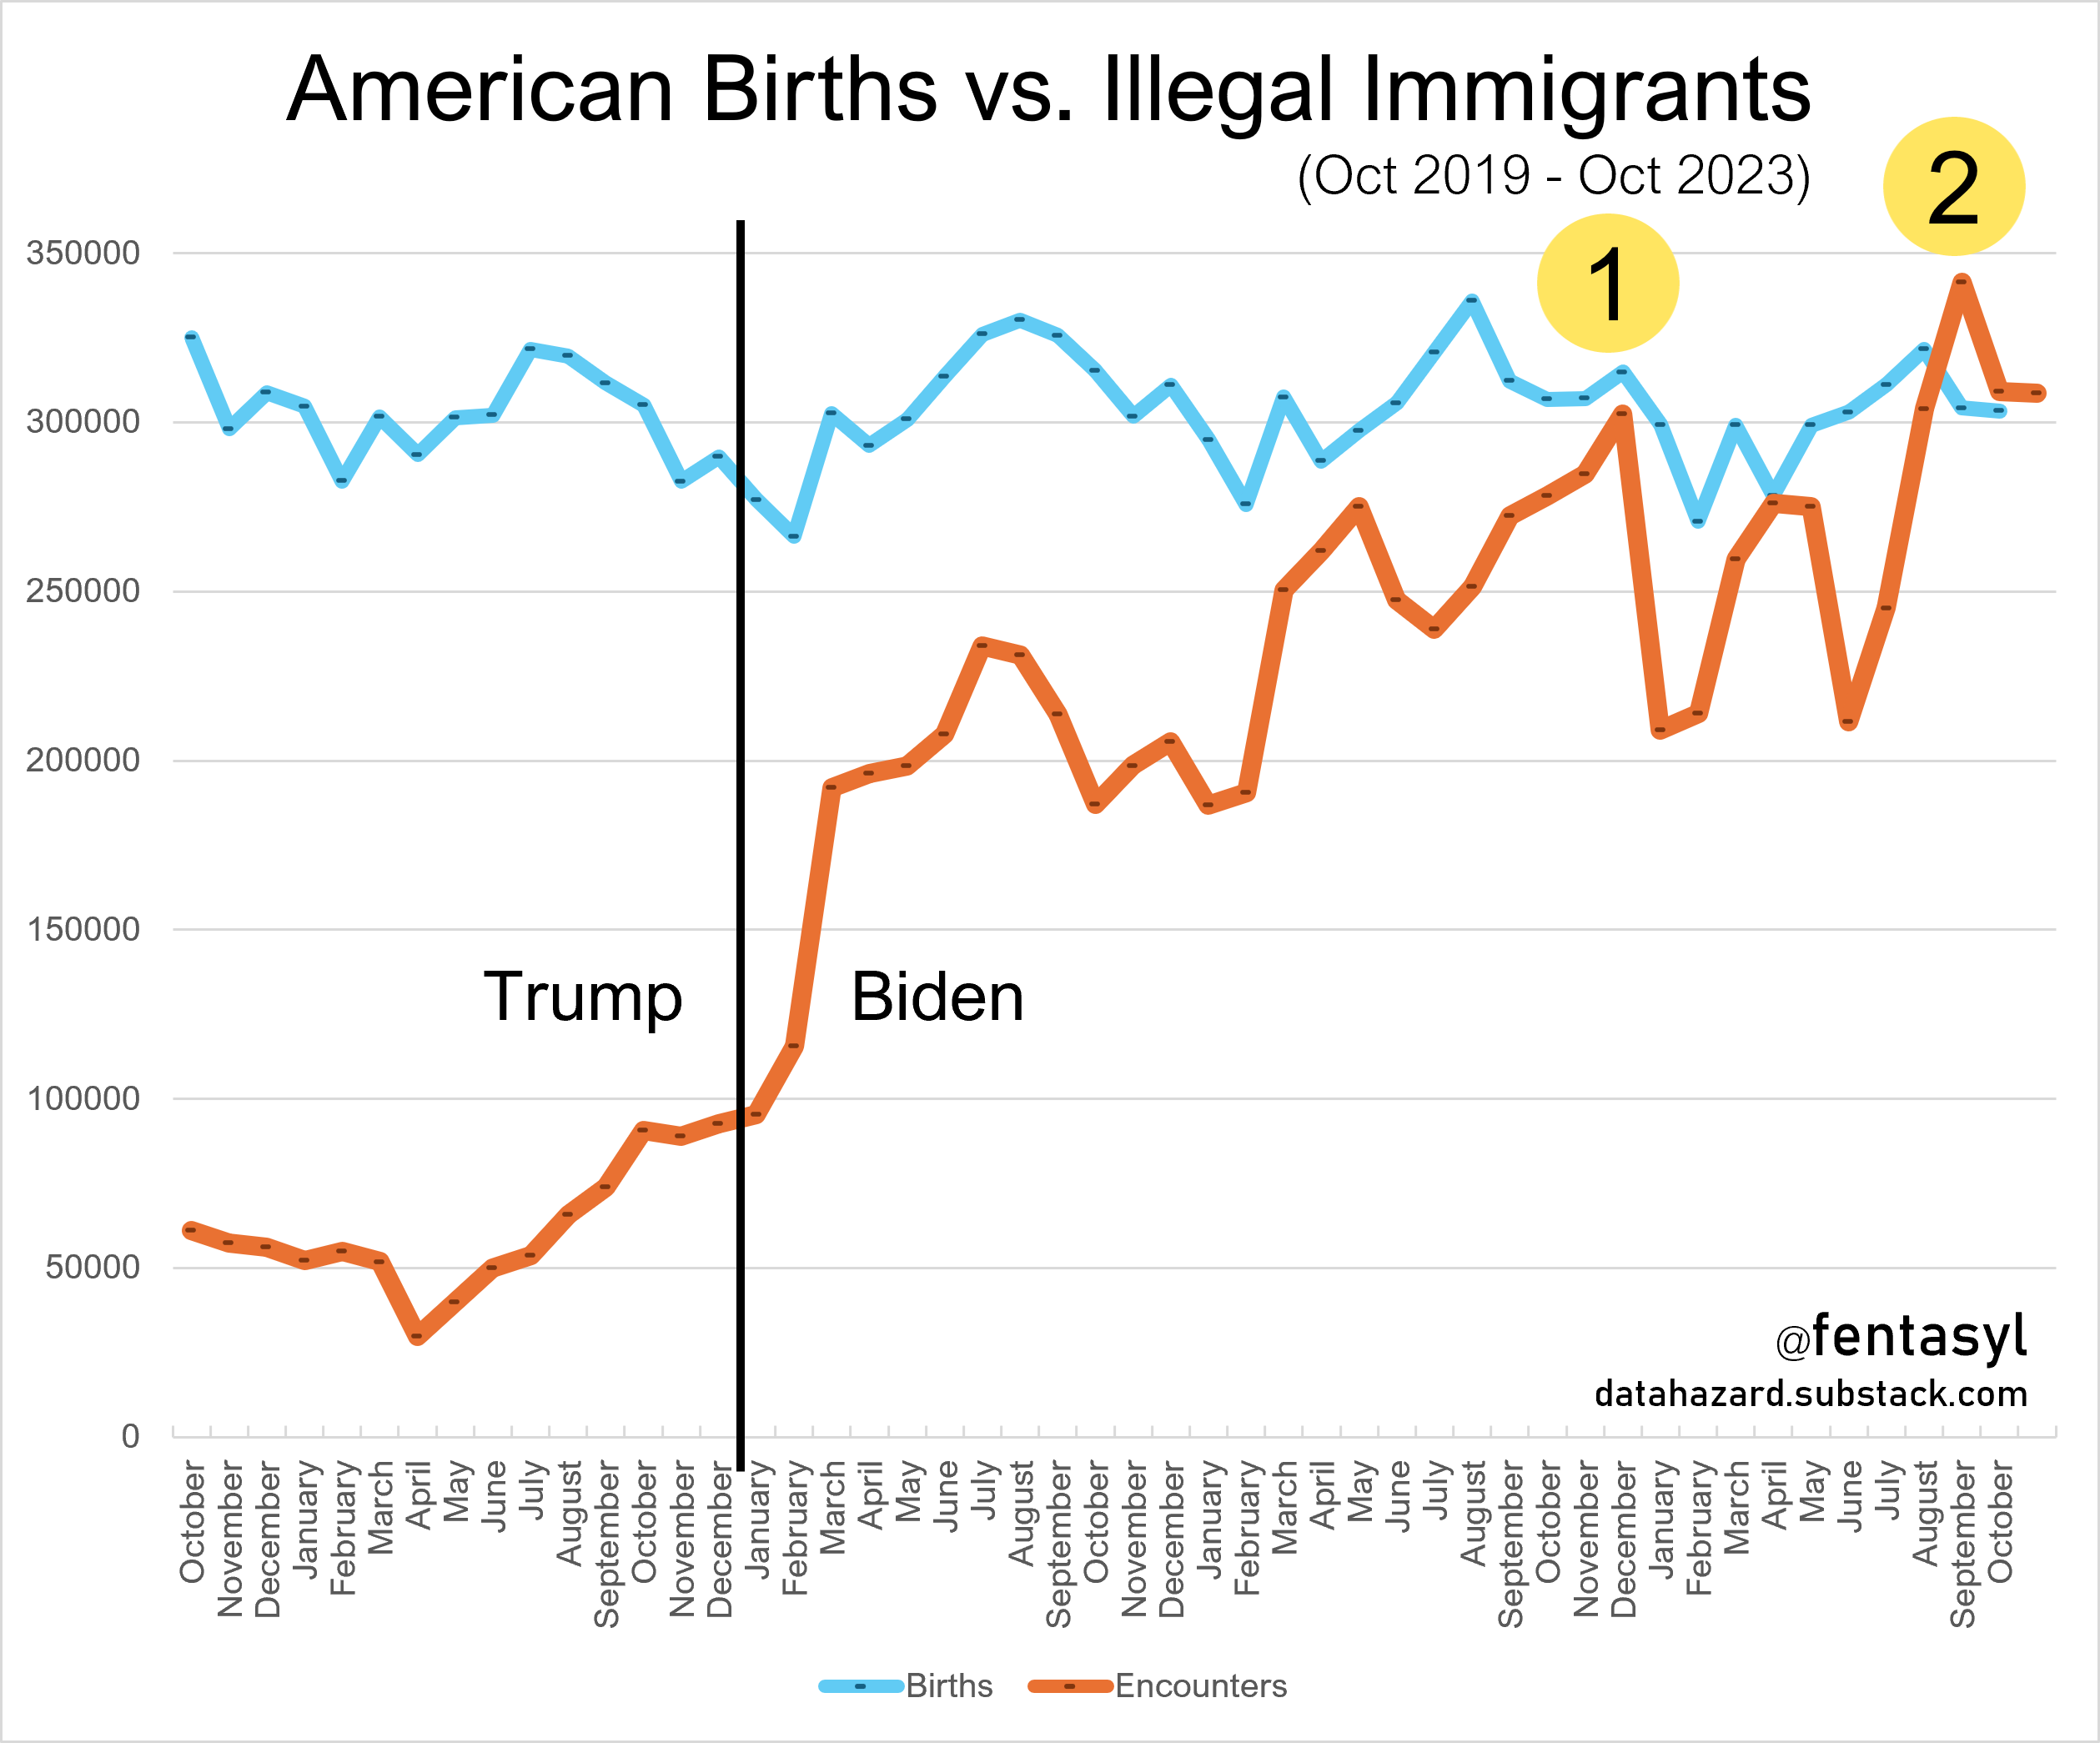 American Births vs. Illegal Immigrants
(Oct 2019 - Oct 2023)
2
1
350000
300000
250000
200000
150000
100000
50000
0
Trump
Biden
@fentasyl
datahazard.substack.com
October
November
December
January
February
March
April
May
June
July
August
September
October
November
December
January
February
March
April
May
June
July
August
September
October
November
December
January
February
March
April
May
June
July
August
September
October
November
December
January
February
March
April
May
June
July
August
September
October
Births
Encounters